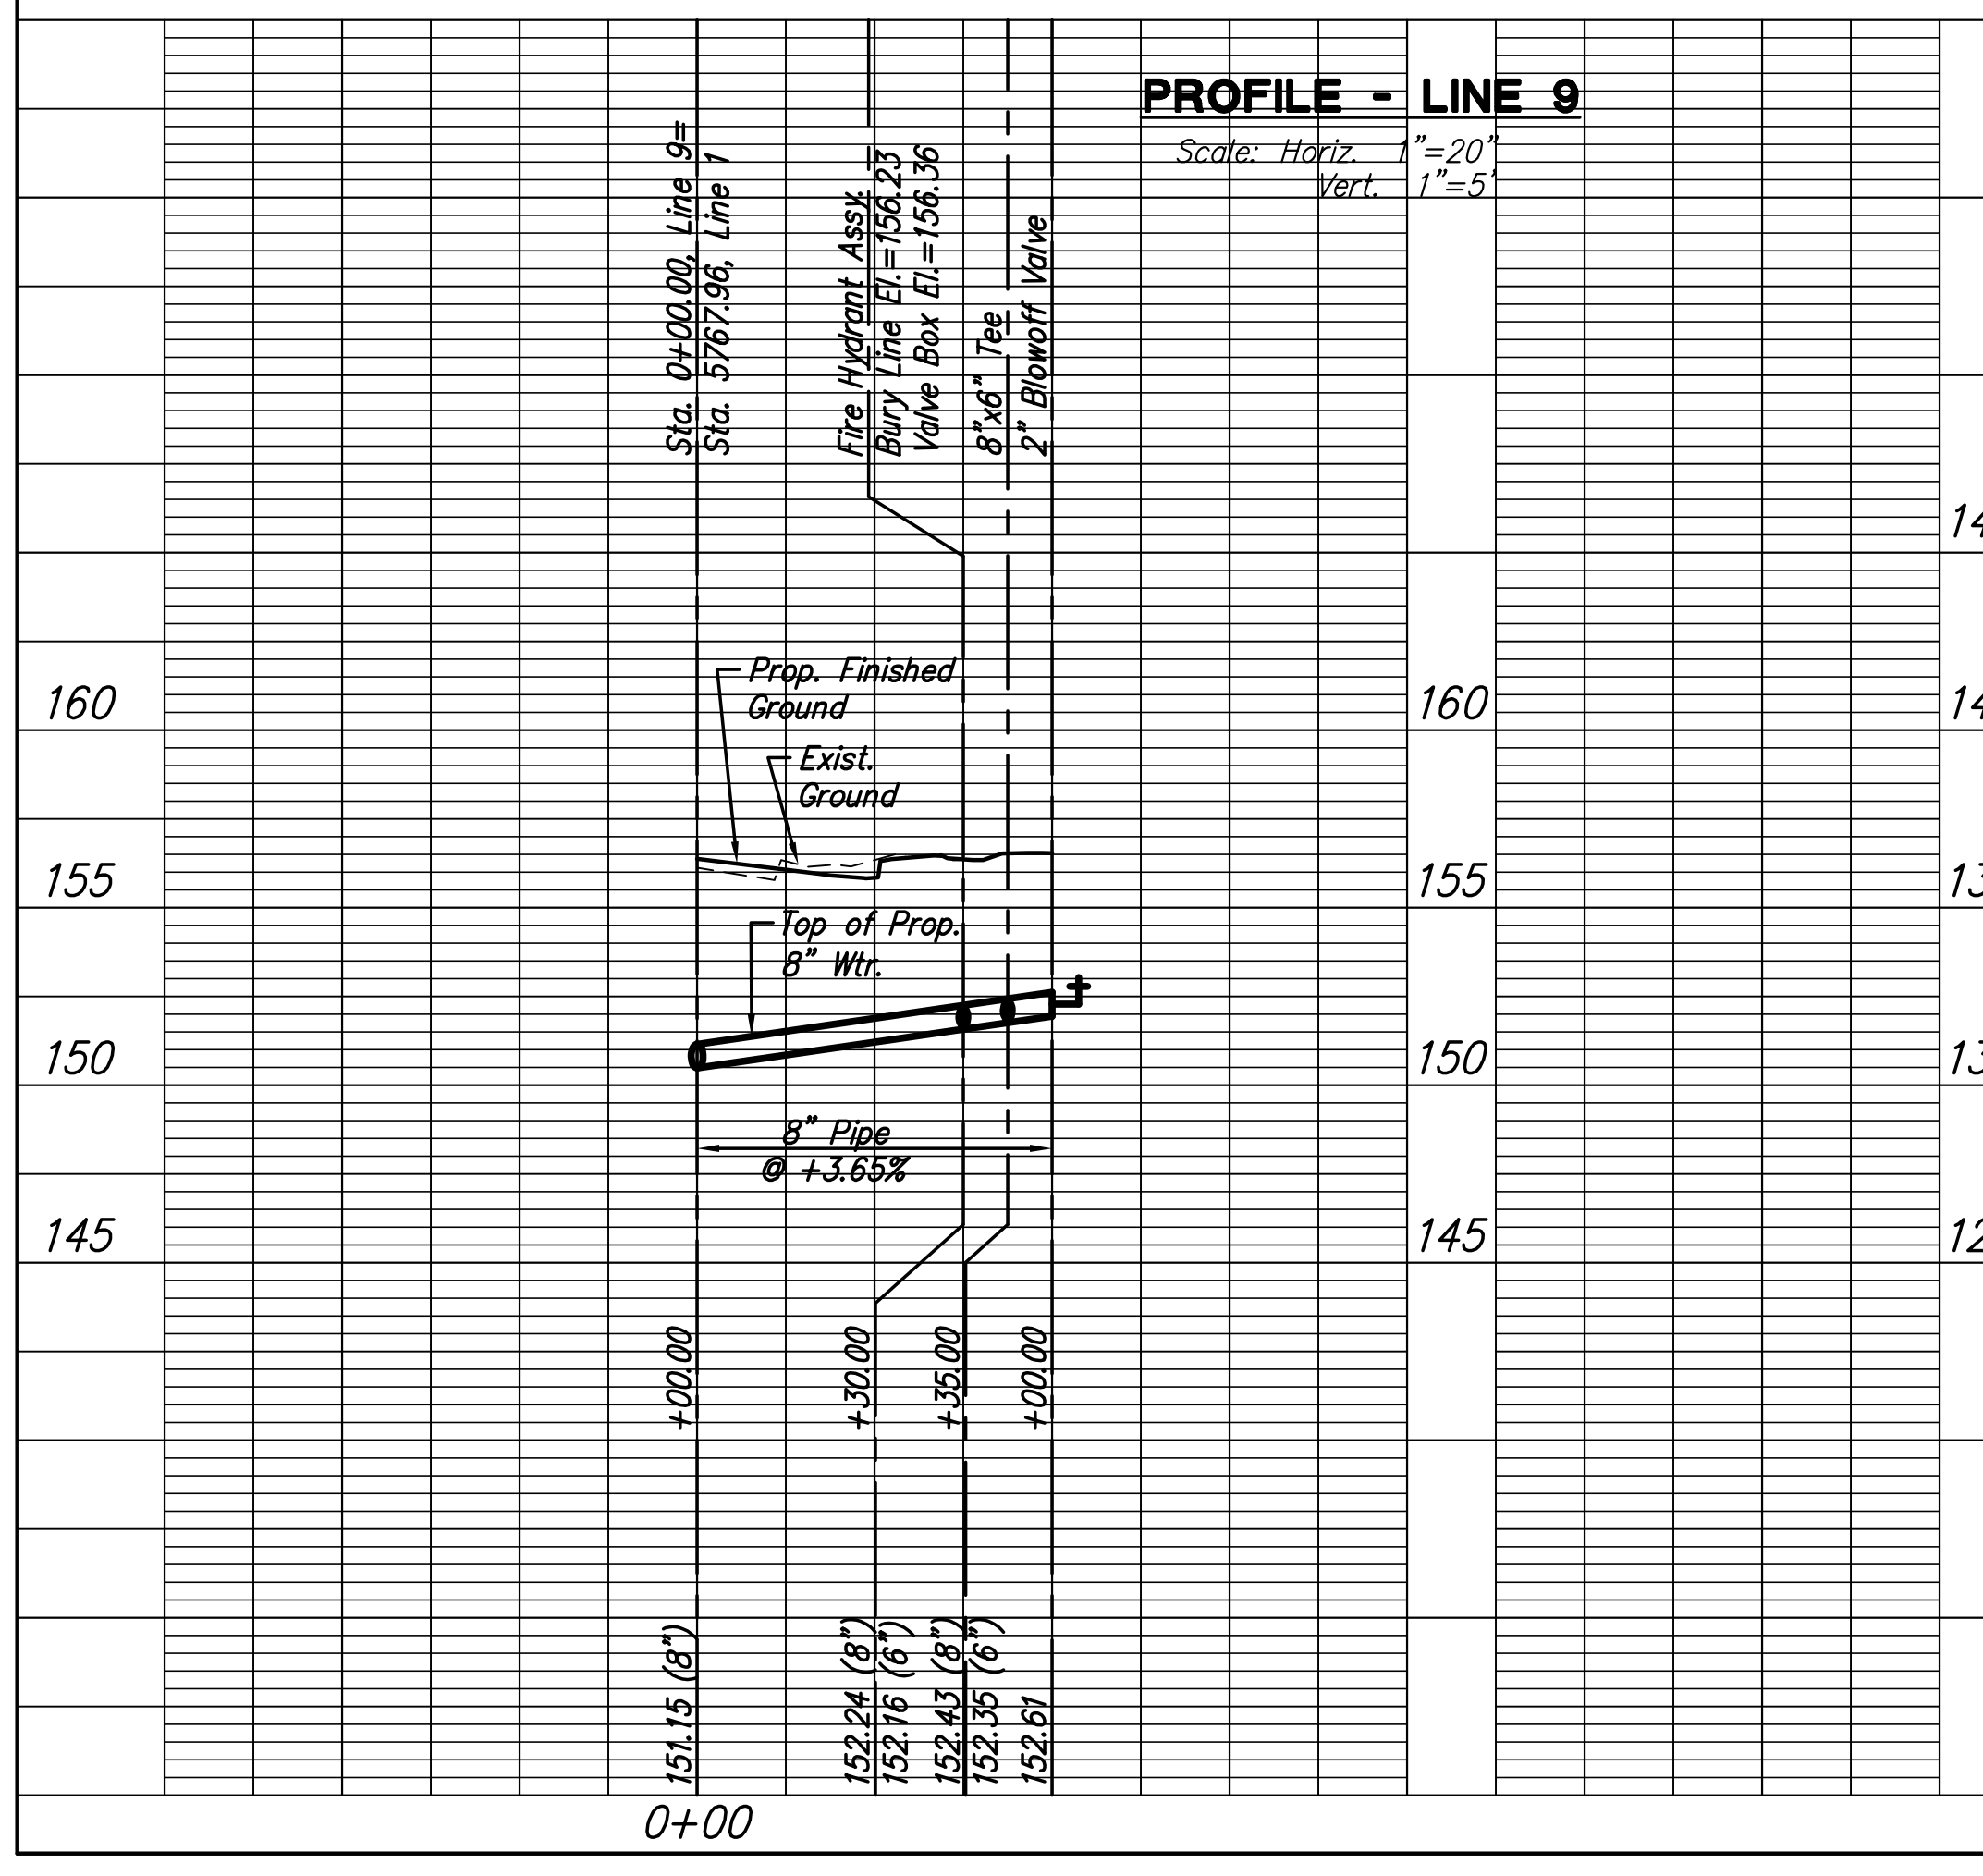 PROFILE - LINE 9
Scale: Horiz. 1"=20"
Vert. 1"=5'
Sta. 0+00.00, Line 9=
Sta. 5767.96, Line 1
Fire Hydrant Assy.
Bury Line El.=156.23
Valve Box El.=156.36
8"x6" Tee
2" Blowoff Valve
Prop. Finished
Ground
Exist.
Ground
160
160
155
155
Top of Prop.
8" Wtr.
150
150
8" Pipe
@ +3.65%
145
145
+00.00
+30.00
+35.00
+00.00
151.15 (8")
152.24 (8")
152.16 (6")
152.43 (8")
152.35 (6")
152.61
0+00